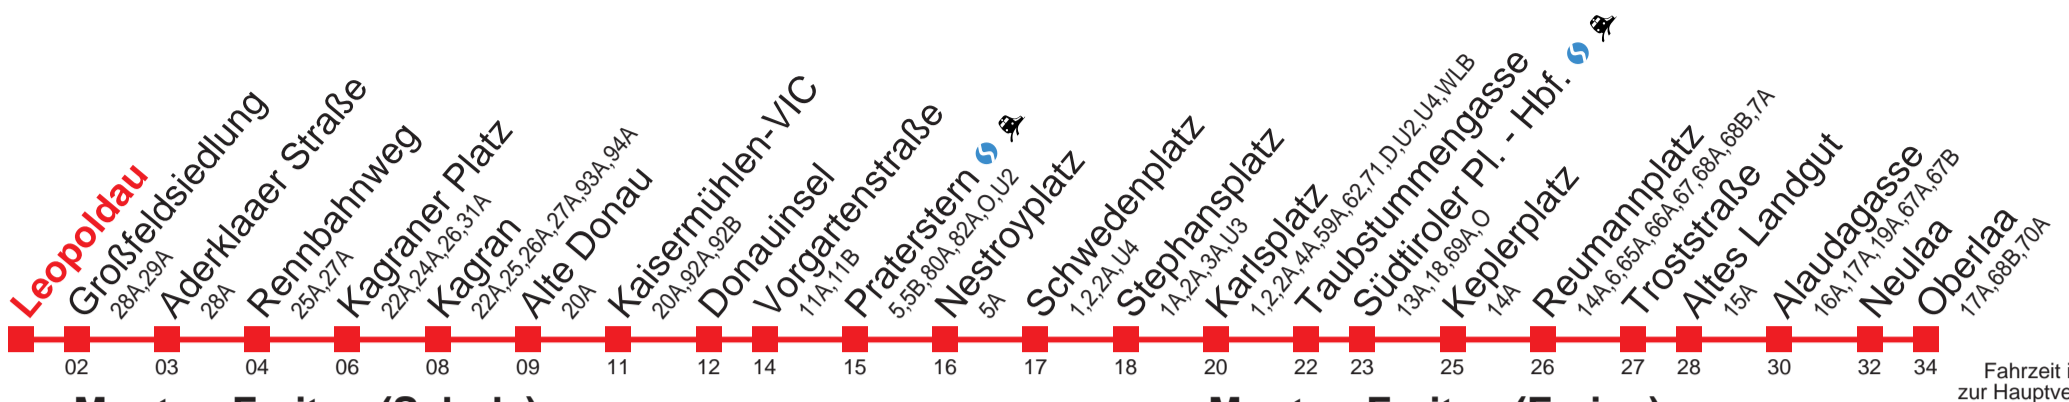 Leopoldau
Großfeldsiedlung
28A,29A
Aderklaaer Straße
28A
Rennbahnweg
25A,27A
Kagraner Platz
22A,24A,26,31A
Kagran
22A,25,26A,27A,93A,94A
Alte Donau
20A
Kaisermühlen-VIC
20A,92A,92B
Donauinsel
Vorgartenstraße
11A,11B
Praterstern
5,5B,80A,82A,O,U2
Nestroyplatz
5A
Schwedenplatz
1,2,2A,U4
Stephansplatz
1A,2A,3A,U3
Karlsplatz
1,2,2A,4A,59A,62,71,D,U2,U4,WLB
Taubstummengasse
Südtiroler Pl. - Hbf.
13A,18,69A,O
Keplerplatz
14A
Reumannplatz
14A,6,65A,66A,67,68A,68B,7A
Troststraße
Altes Landgut
15A
Alaudagasse
16A,17A,19A,67A,67B
Neulaa
Oberlaa
17A,68B,70A
02 03 04 06 08 09 11 12 14 15 16 17 18 20 22 23 25 26 27 28 30 32 34
Fahrzeit
zur